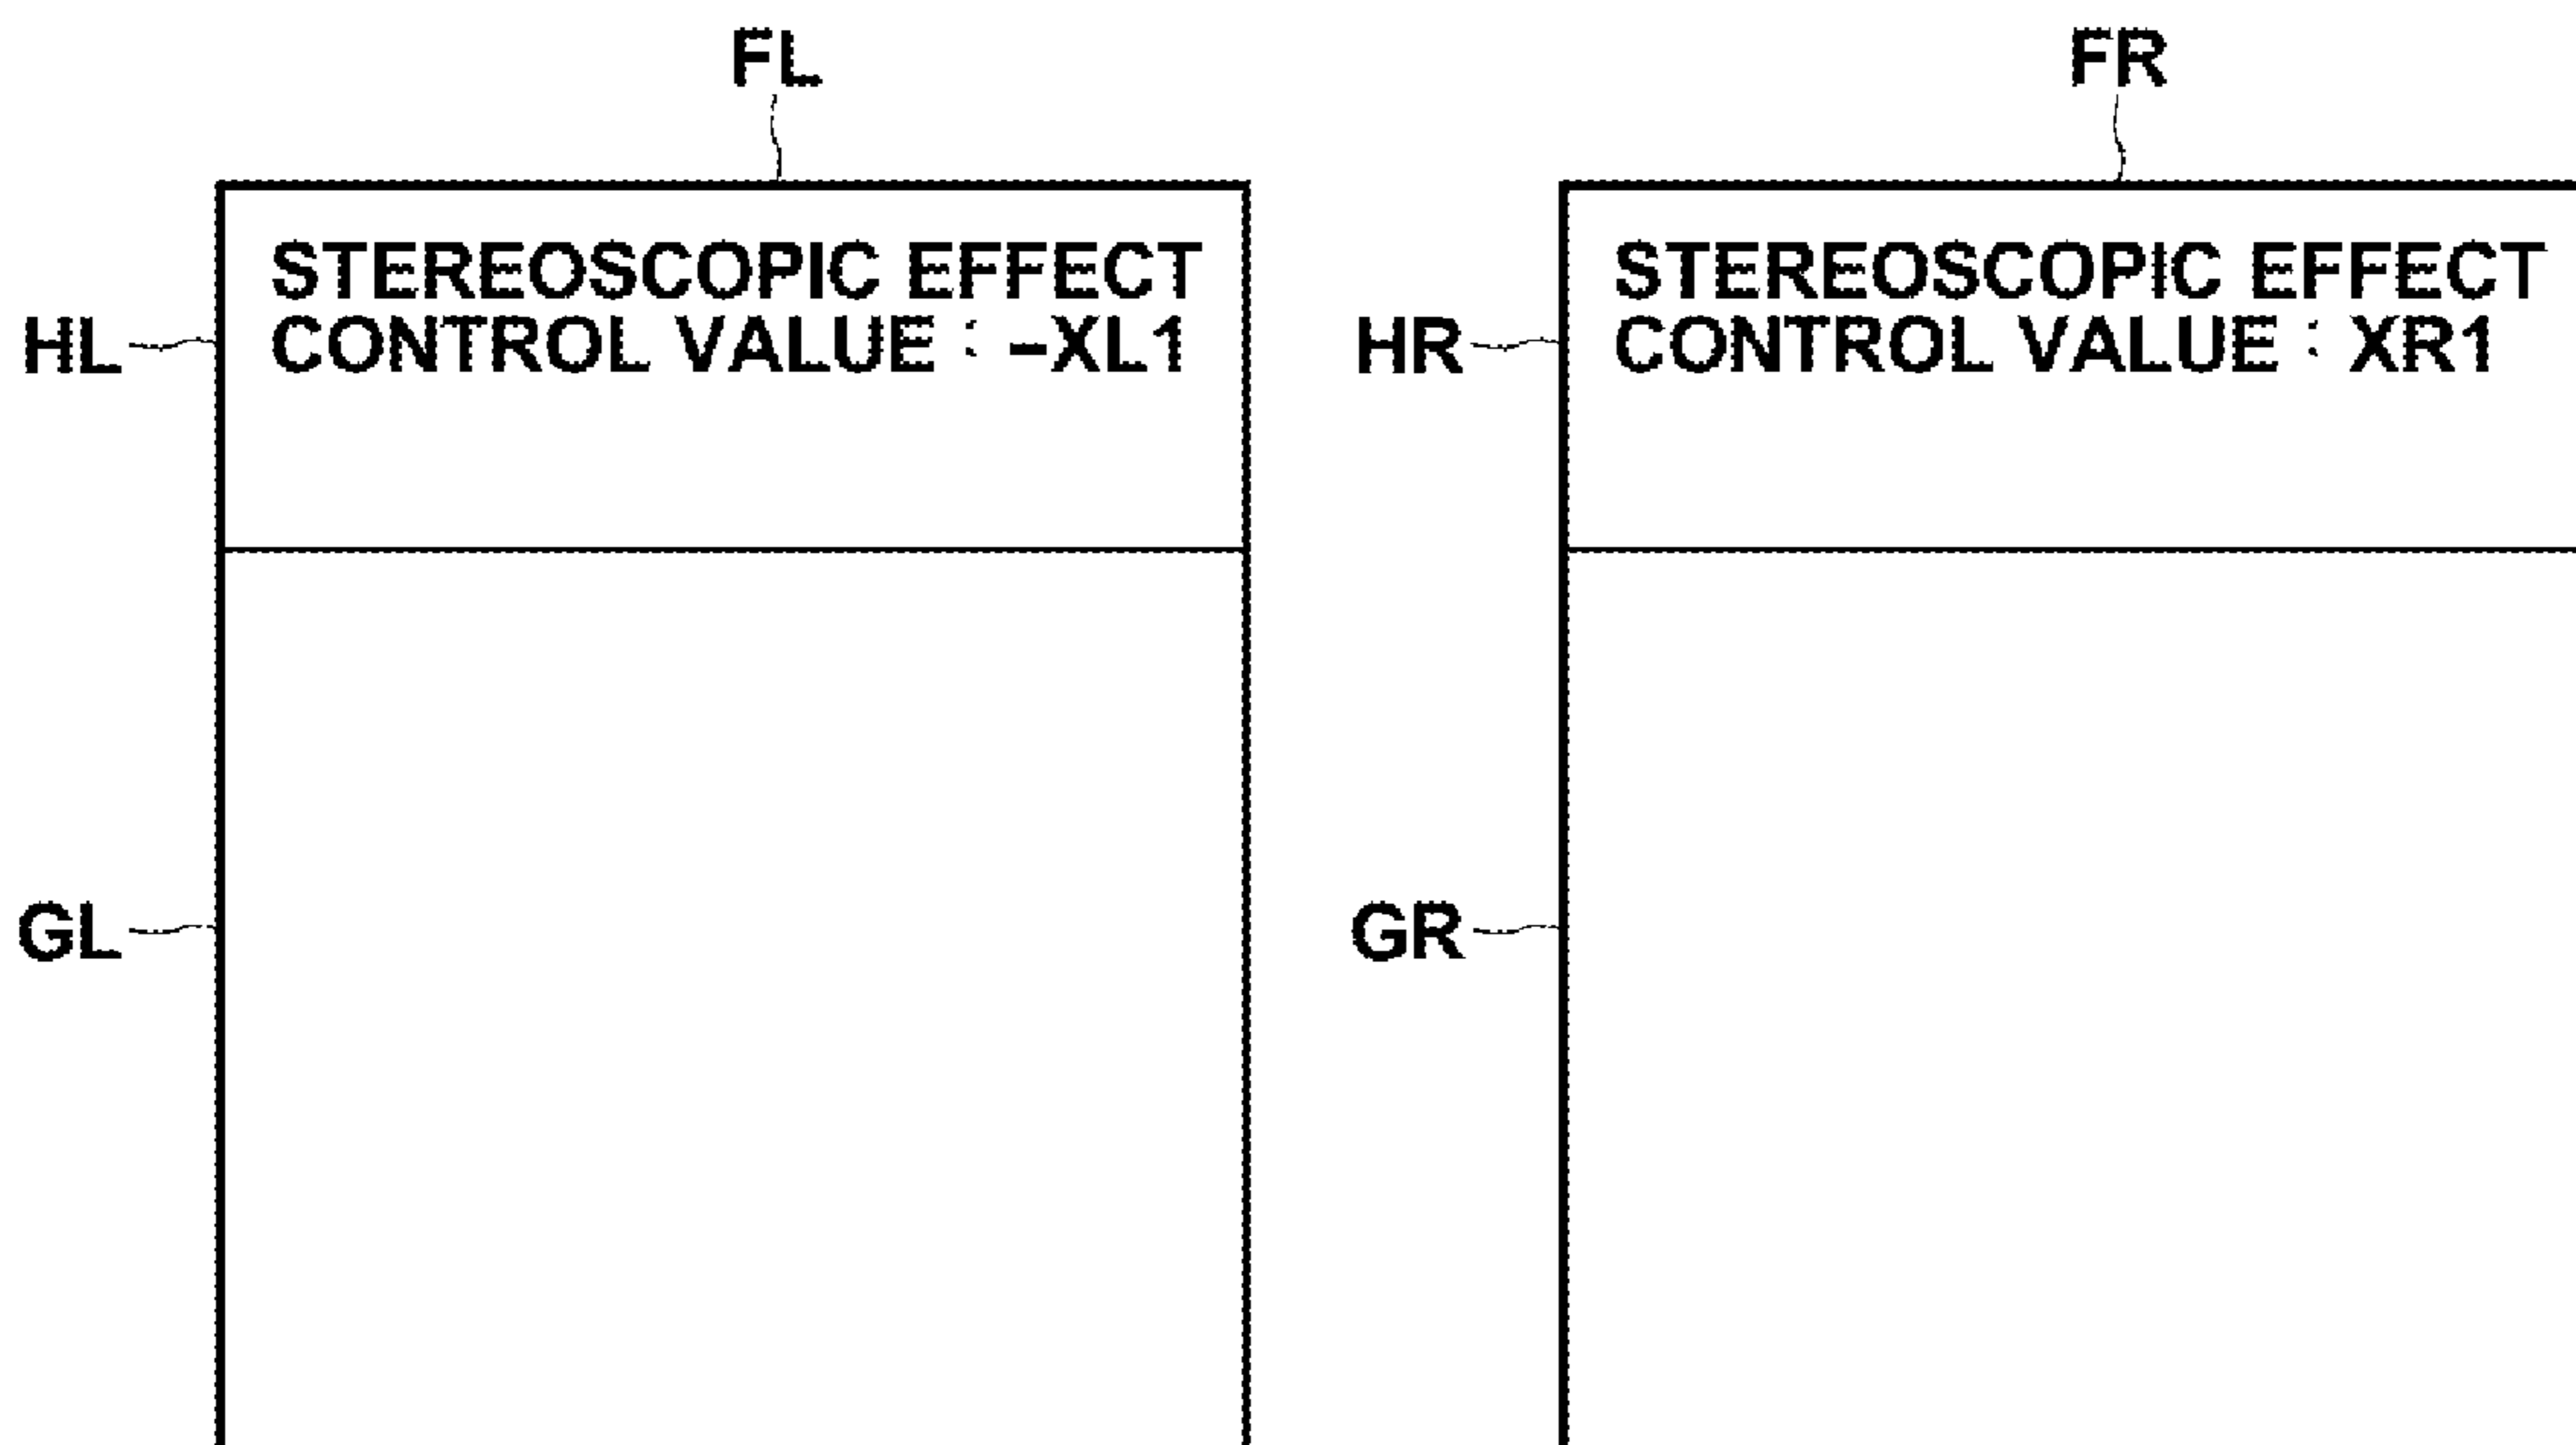 FL
FR
STEREOSCOPIC EFFECT
CONTROL VALUE : -XL1
HL
STEREOSCOPIC EFFECT
CONTROL VALUE : XR1
HR
GL
GR